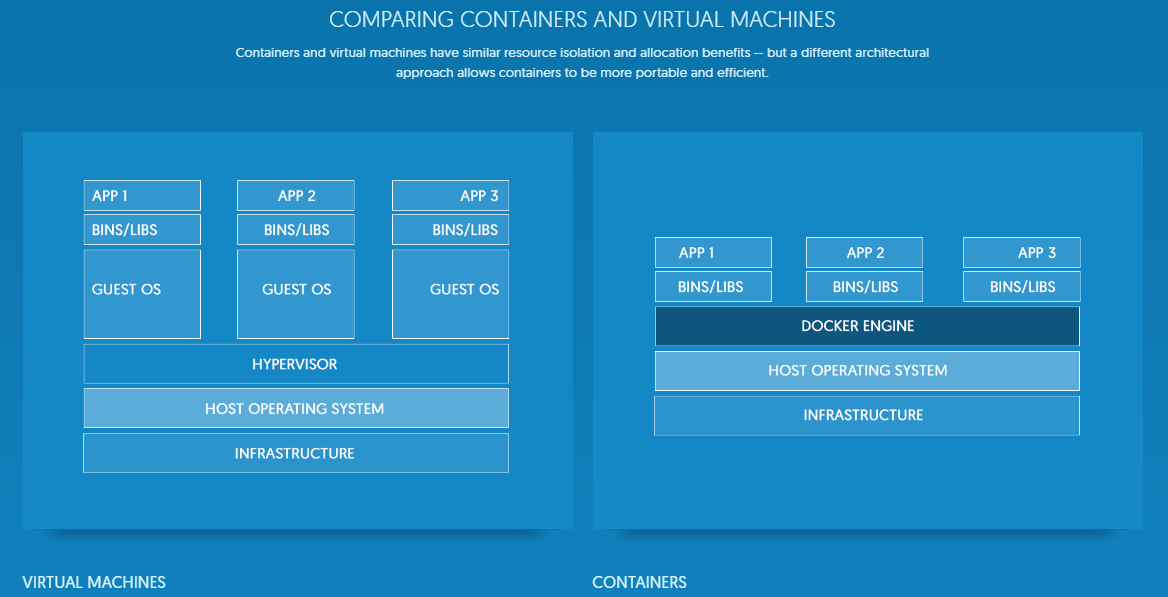 COMPARING CONTAINERS AND VIRTUAL MACHINES
Containers and virtual machines have similar resource isolation and allocation benefits -- but a different architectural
approach allows containers to be more portable and efficient.
APP 1
APP 2
APP 3
BINS/LIBS
BINS/LIBS
BINS/LIBS
GUEST OS
GUEST OS
GUEST OS
HYPERVISOR
HOST OPERATING SYSTEM
INFRASTRUCTURE
VIRTUAL MACHINES
APP 1
APP 2
APP 3
BINS/LIBS
BINS/LIBS
BINS/LIBS
DOCKER ENGINE
HOST OPERATING SYSTEM
INFRASTRUCTURE
CONTAINERS